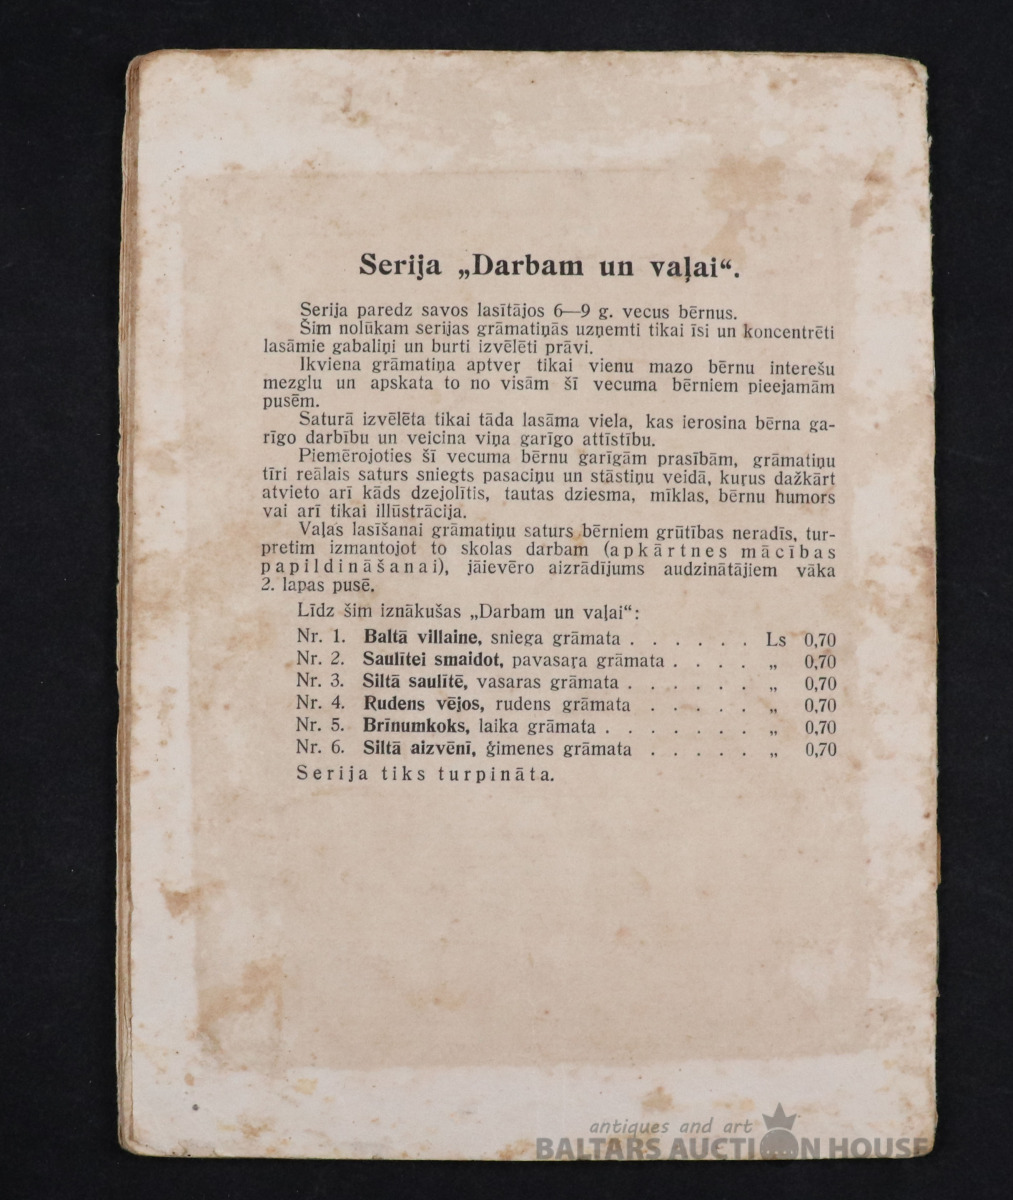 Serija „Darbam un vaļai“.
Serija paredz savos lasītājos 6—9 g. vecus bērnus.
Šim nolūkam serijas grāmatiņās uzņemti tikai īsi un koncentrēti
lasāmie gabaliņi un burti izvēlēti prāvi.
Ikviena grāmatiņa aptver tikai vienu mazo bērnu interešu
mezglu un apskata to no visām šī vecuma bērniem pieejamām
pusēm.
Saturā izvēlēta tikai tāda lasāma viela, kas ierosina bērna ga-
rīgo darbību un veicina viņa garīgo attīstību.
Piemērojoties šī vecuma bērnu garīgām prasībām, grāmatiņu
tīri reālais saturs sniegts pasaciņu un stāstiņu veidā, kuŗus dažkārt
atvieto arī kāds dzejolītis, tautas dziesma, mīklas, bērnu humors
vai arī tikai illūstrācija.
Vaļas lasīšanai grāmatiņu saturs bērniem grūtības neradīs, tur-
pretim izmantojot to skolas darbam (apkārtnes mācības
papildināšanai), jāievēro aizrādījums audzinātājiem vāka
2. lapas pusē.
Līdz šim iznākušas „Darbam un vaļai“:
Nr. 1. Baltā villaine, sniega grāmata . . . . . . Ls 0,70
Nr. 2. Saulītei smaidot, pavasaŗa grāmata . . . . „ 0,70
Nr. 3. Siltā saulītē, vasaras grāmata . . . . . . „ 0,70
Nr. 4. Rudens vējos, rudens grāmata . . . . . „ 0,70
Nr. 5. Brīnumkoks, laika grāmata . . . . . . . „ 0,70
Nr. 6. Siltā aizvēnī, ģimenes grāmata . . . . . „ 0,70
Serija tiks turpināta.
antiques and art
BALTARS AUCTION HOUSE